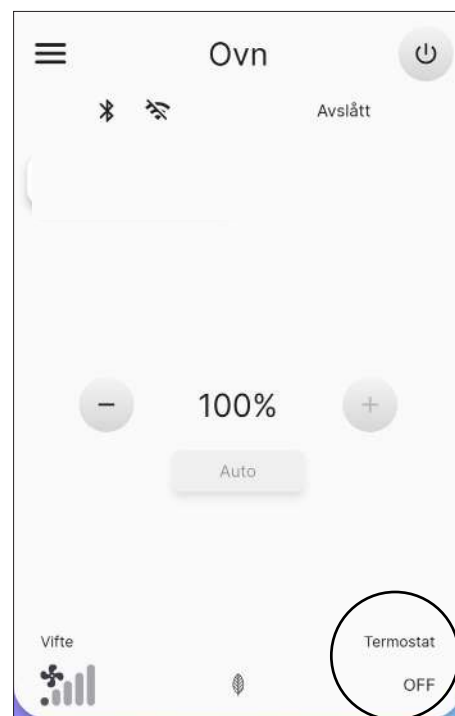 Ovn
Avslått
− 100% +
Auto
Vifte
Termostat
OFF